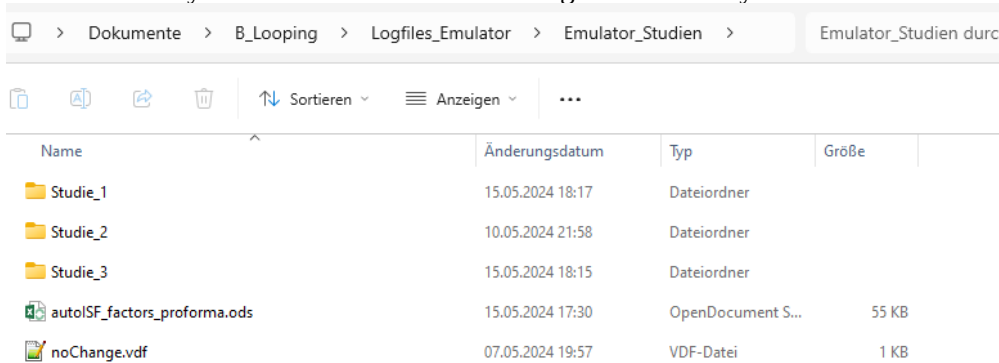 > Dokumente > B_Looping > Logfiles_Emulator > Emulator_Studien > Emulator_Studien durc
Sortieren Anzeigen ...
Name Änderungsdatum Typ Größe
Studie_1 15.05.2024 18:17 Dateiordner
Studie_2 10.05.2024 21:58 Dateiordner
Studie_3 15.05.2024 18:15 Dateiordner
autoISF_factors_proforma.ods 15.05.2024 17:30 OpenDocument S... 55 KB
noChange.vdf 07.05.2024 19:57 VDF-Datei 1 KB